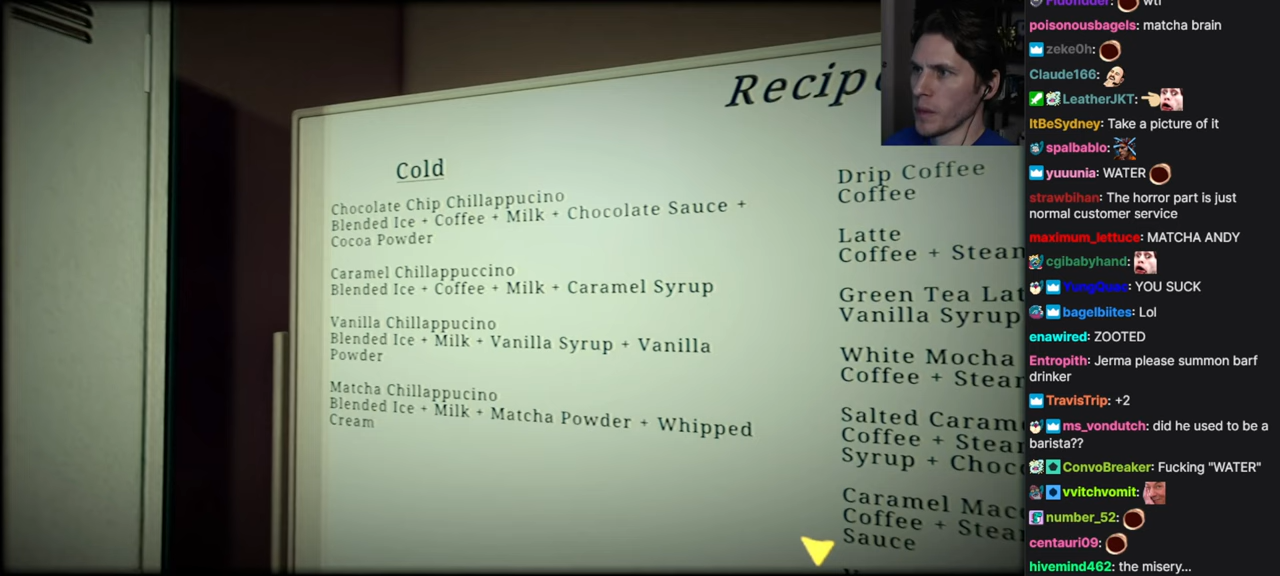 Recip
Cold
Chocolate Chip Chillappucino
Blended Ice + Coffee + Milk + Chocolate Sauce +
Cocoa Powder
Caramel Chillappuccino
Blended Ice + Coffee + Milk + Caramel Syrup
Vanilla Chillappucino
Blended Ice + Milk + Vanilla Syrup + Vanilla
Powder
Matcha Chillappucino
Blended Ice + Milk + Matcha Powder + Whipped
Cream
Drip Coffee
Coffee
Latte
Coffee + Stean
Green Tea Lat
Vanilla Syrup
White Mocha
Coffee + Stear
Salted Caram
Coffee + Stea
Syrup + Choc
Caramel Mac
Coffee + Stea
Sauce
wtf
poisonousbagels: matcha brain
zeke0h:
Claude166:
LeatherJKT:
ItBeSydney: Take a picture of it
spalbablo:
yuuunia: WATER
strawbihan: The horror part is just
normal customer service
maximum_lettuce: MATCHA ANDY
cgibabyhand:
YungQuas: YOU SUCK
bagelbiites: Lol
enawired: ZOOTED
Entropith: Jerma please summon barf
drinker
TravisTrip: +2
ms_vondutch: did he used to be a
barista??
ConvoBreaker: Fucking "WATER"
vvitchvomit:
number_52:
centauri09:
hivemind462: the misery...